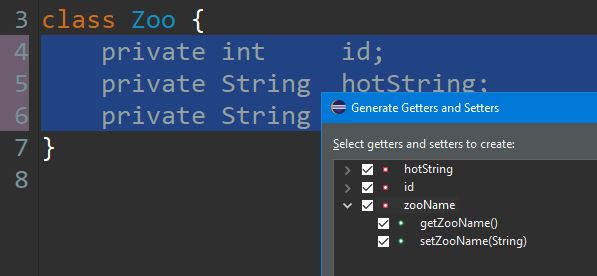 3 class Zoo {
4 private int id;
5 private String hotString;
6 private String
7 }
8
Generate Getters and Setters
Select getters and setters to create:
hotString
id
zooName
getZooName()
setZooName(String)